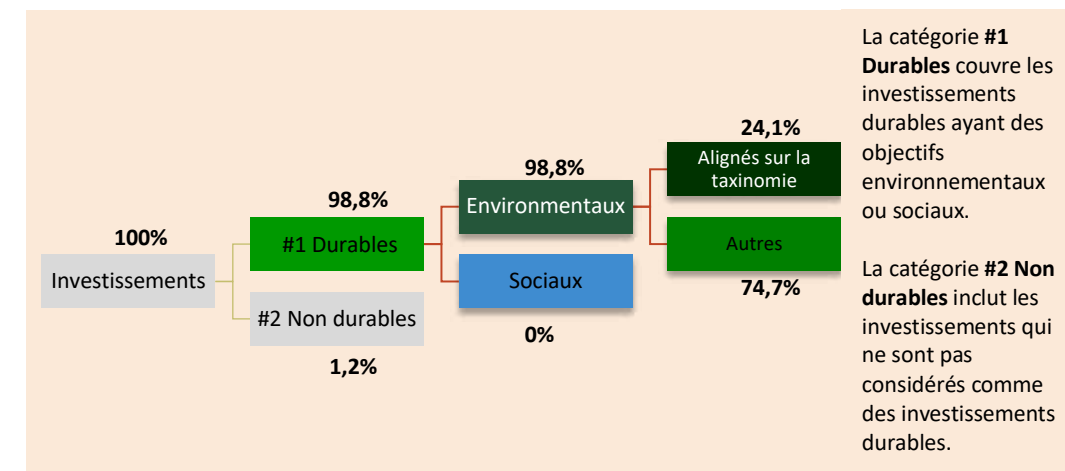 100%
Investissements
98,8%
#1 Durables
#2 Non durables
1,2%
98,8%
Environmentaux
Sociaux
0%
24,1%
Alignés sur la
taxinomie
Autres
74,7%
La catégorie #1
Durables couvre les
investissements
durables ayant des
objectifs
environnementaux
ou sociaux.
La catégorie #2 Non
durables inclut les
investissements qui
ne sont pas
considérés comme
des investissements
durables.